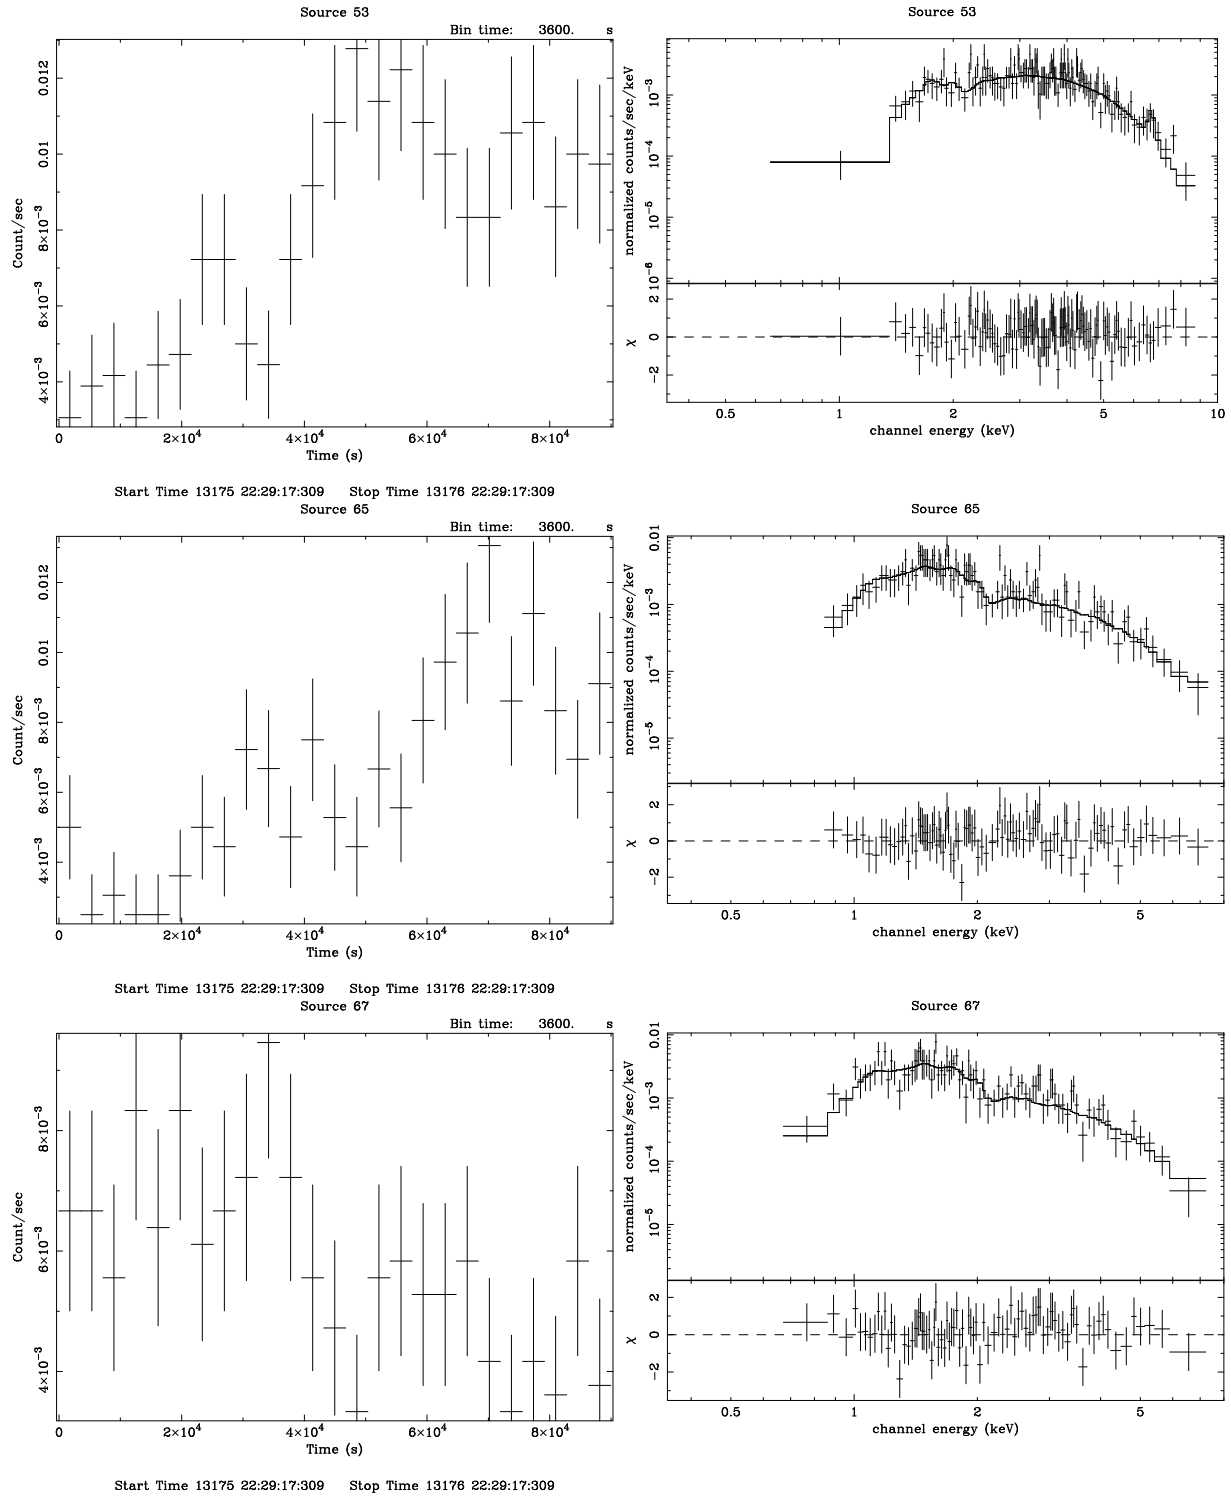 Source 53
Bin time: 3600. s
Count/sec
0.012
0.01
8×10⁻³
6×10⁻³
4×10⁻³
0 2×10⁴ 4×10⁴ 6×10⁴ 8×10⁴
Time (s)
Start Time 13175 22:29:17:309 Stop Time 13176 22:29:17:309
Source 53
normalized counts/sec/keV
10⁻³
10⁻⁴
10⁻⁵
10⁻⁶
χ
2
0
-2
0.5 1 2 5 10
channel energy (keV)
Source 65
Bin time: 3600. s
Count/sec
0.012
0.01
8×10⁻³
6×10⁻³
4×10⁻³
0 2×10⁴ 4×10⁴ 6×10⁴ 8×10⁴
Time (s)
Start Time 13175 22:29:17:309 Stop Time 13176 22:29:17:309
Source 65
normalized counts/sec/keV
0.01
10⁻³
10⁻⁴
10⁻⁵
χ
2
0
-2
0.5 1 2 5
channel energy (keV)
Source 67
Bin time: 3600. s
Count/sec
8×10⁻³
6×10⁻³
4×10⁻³
0 2×10⁴ 4×10⁴ 6×10⁴ 8×10⁴
Time (s)
Start Time 13175 22:29:17:309 Stop Time 13176 22:29:17:309
Source 67
normalized counts/sec/keV
0.01
10⁻³
10⁻⁴
10⁻⁵
χ
2
0
-2
0.5 1 2 5
channel energy (keV)